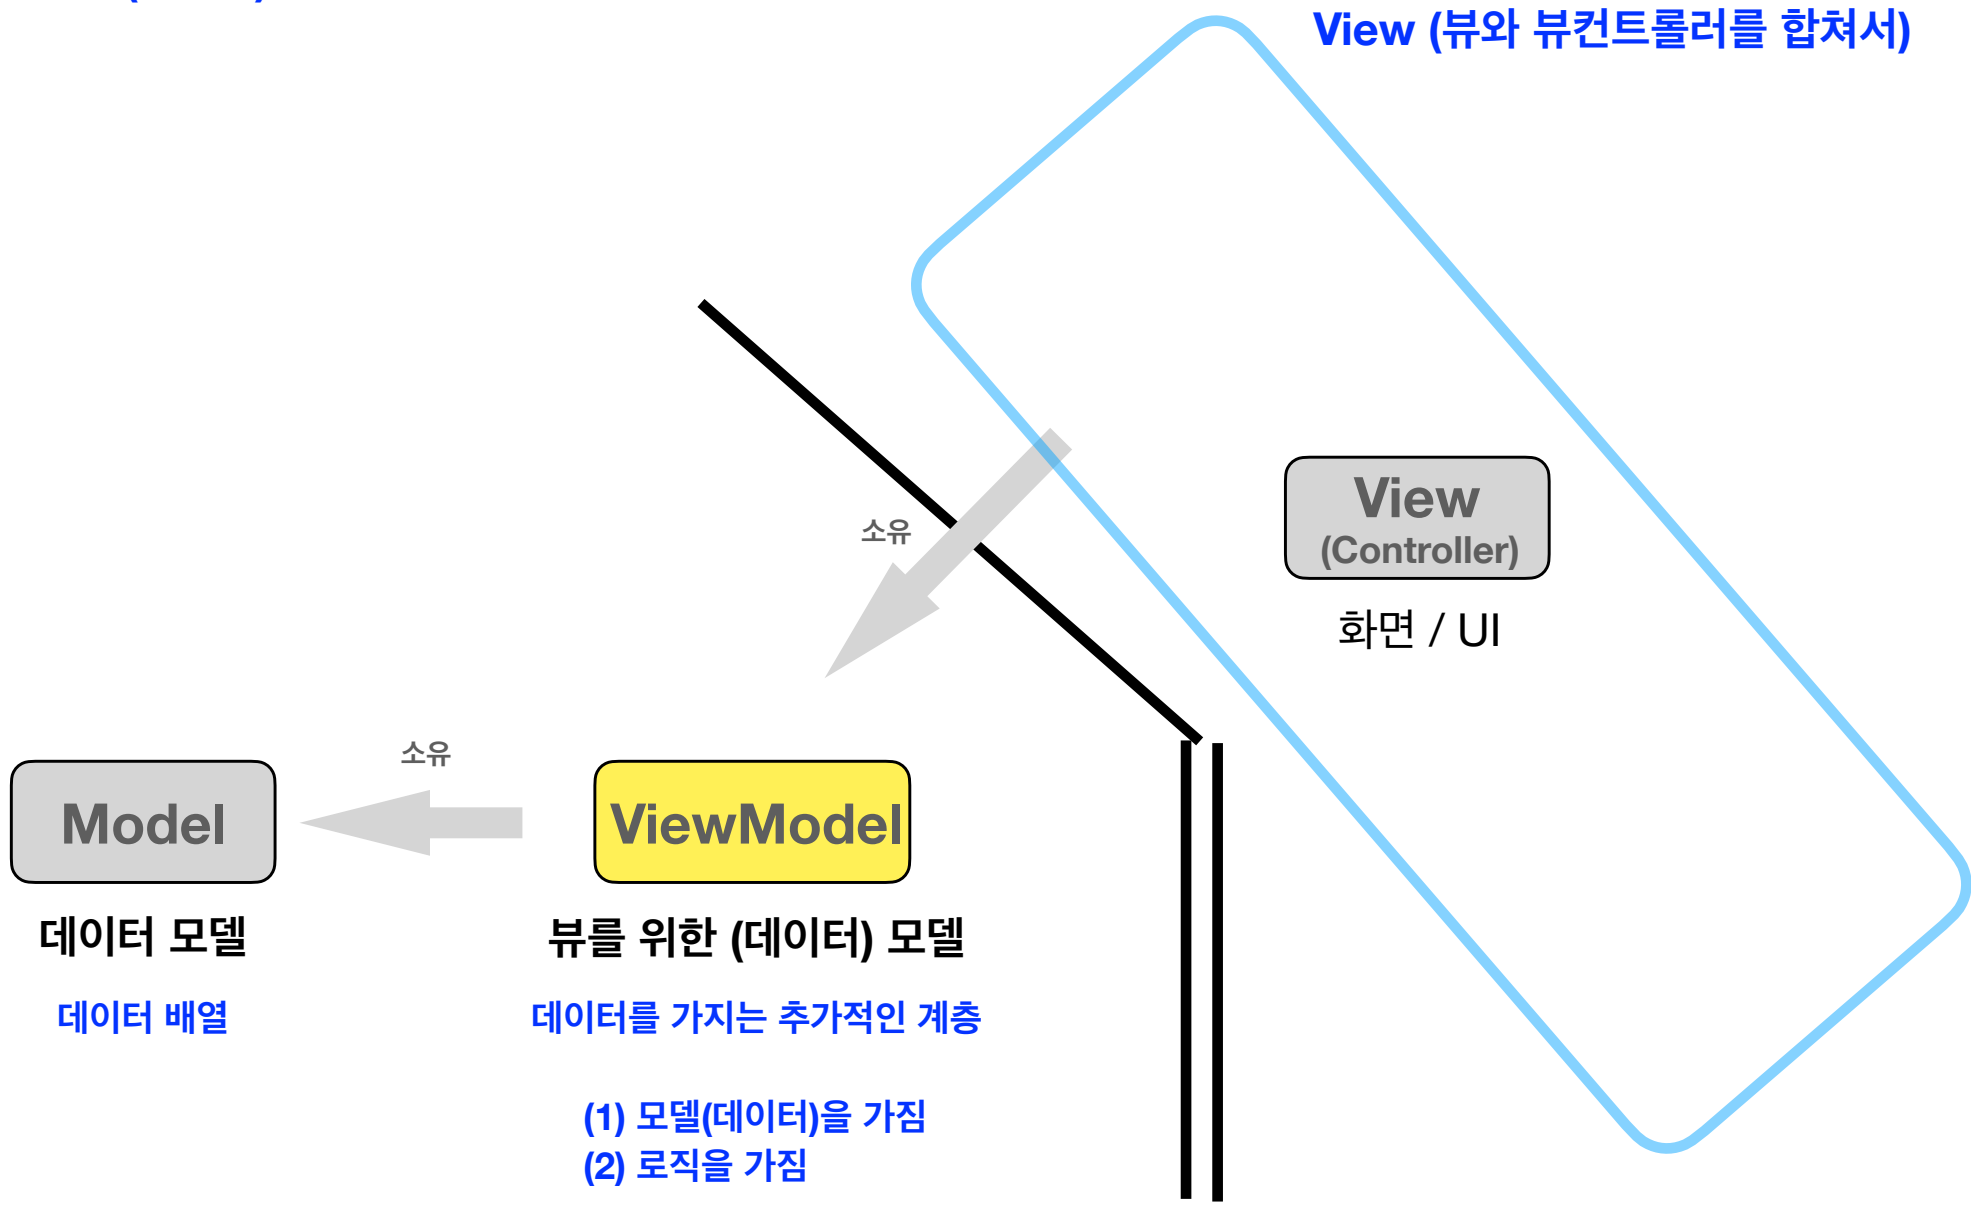 View (뷰와 뷰컨트롤러를 합쳐서)
View
(Controller)
화면 / UI
소유
소유
Model
ViewModel
데이터 모델
뷰를 위한 (데이터) 모델
데이터 배열
데이터를 가지는 추가적인 계층
(1) 모델(데이터)을 가짐
(2) 로직을 가짐